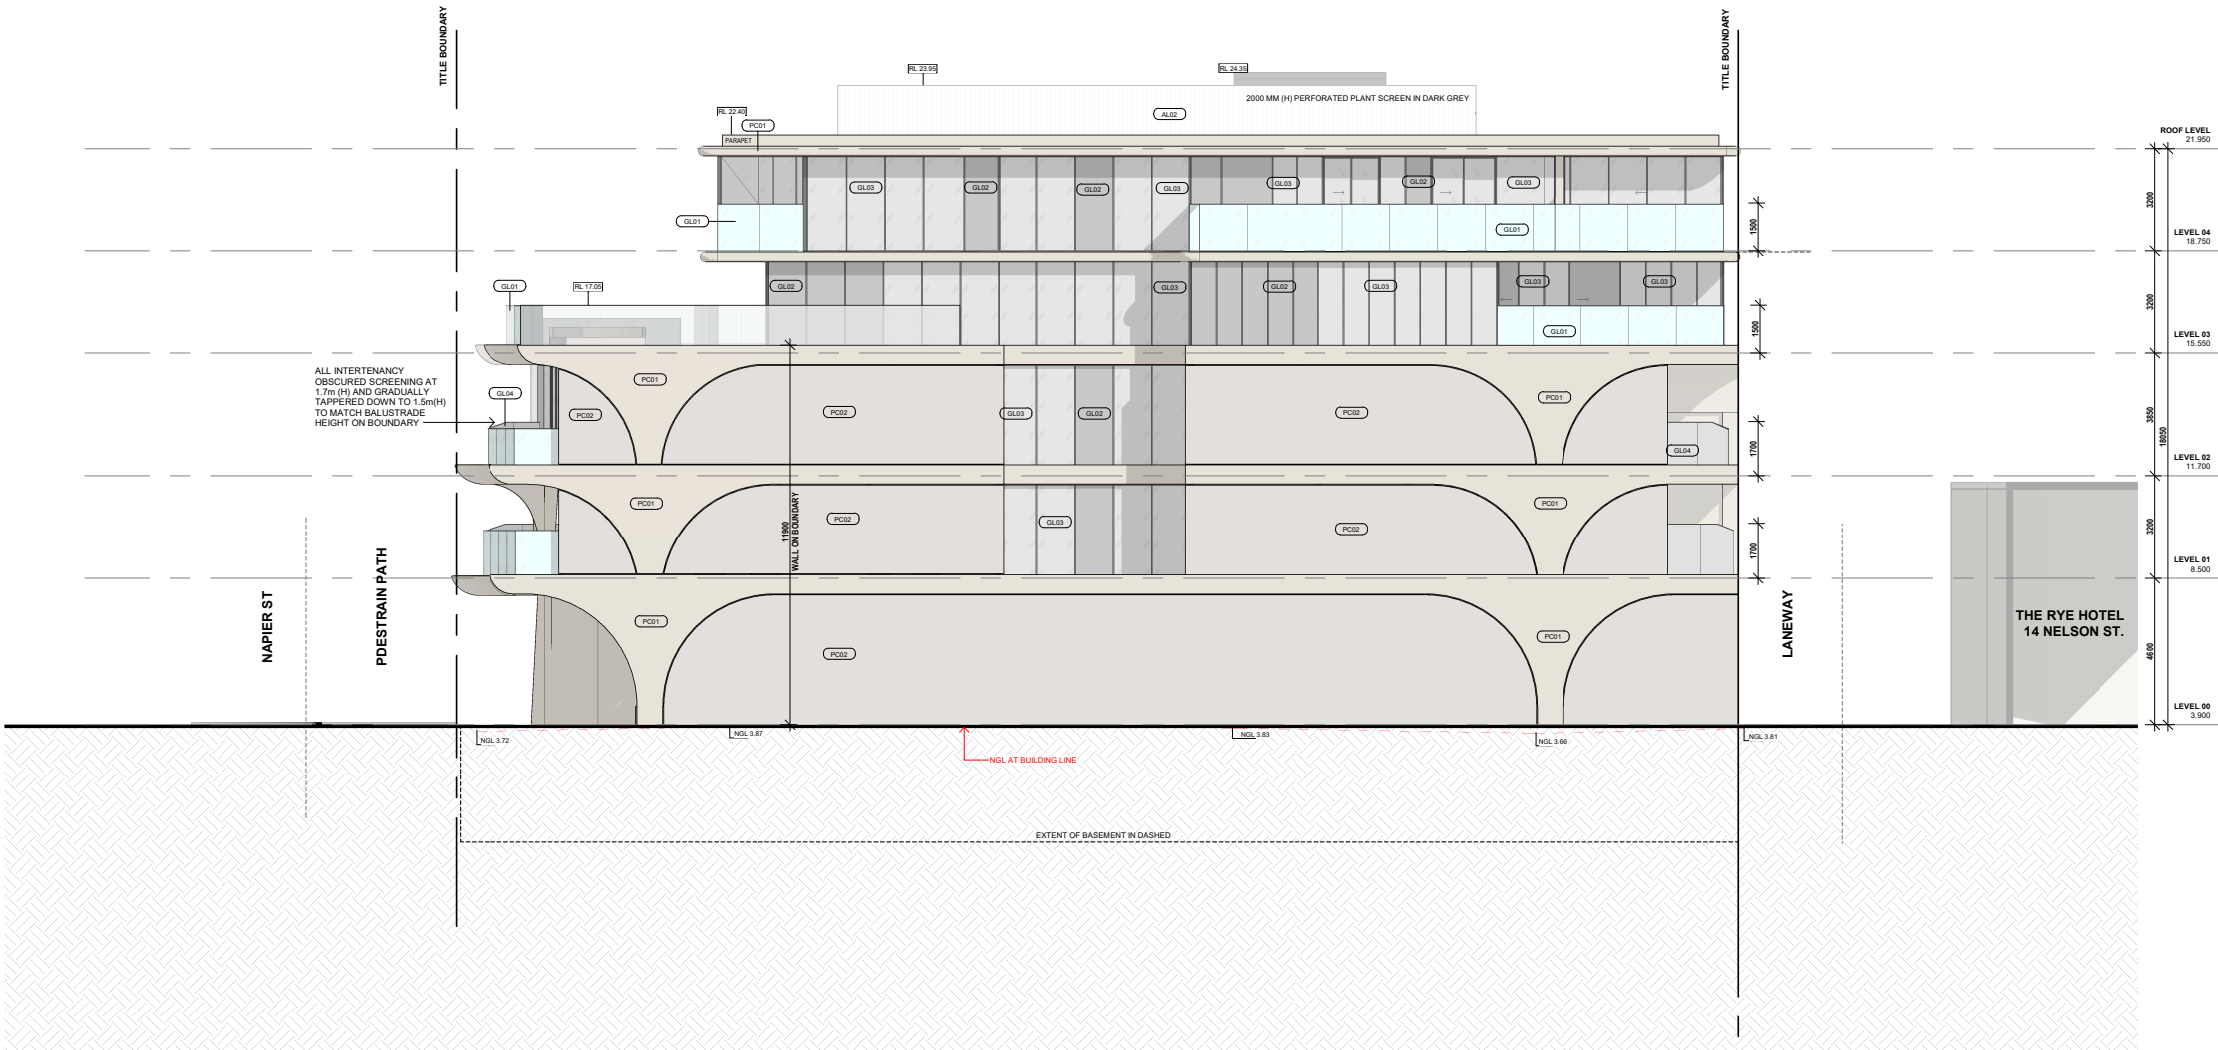 TITLE BOUNDARY
TITLE BOUNDARY
RL 23.95
RL 24.35
2000 MM (H) PERFORATED PLANT SCREEN IN DARK GREY
AL02
RL 22.40
PC01
PARAPET
ROOF LEVEL
21.950
GL03
GL02
GL02
GL03
GL03
GL02
GL03
GL01
GL01
3200
1500
LEVEL 04
18.750
GL01
RL 17.05
GL02
GL03
GL02
GL03
GL03
GL03
GL01
3200
1500
LEVEL 03
15.550
ALL INTERTENANCY
OBSCURED SCREENING AT
1.7m (H) AND GRADUALLY
TAPPERED DOWN TO 1.5m(H)
TO MATCH BALUSTRADE
HEIGHT ON BOUNDARY
GL04
PC01
PC02
PC02
GL03
GL02
PC02
PC01
GL04
3850
18050
1700
LEVEL 02
11.700
PC01
PC02
GL03
PC02
PC01
11900
WALL ON BOUNDARY
3200
1700
LEVEL 01
8.500
NAPIER ST
PDESTRAIN PATH
PC01
PC02
PC01
LANEWAY
THE RYE HOTEL
14 NELSON ST.
4600
LEVEL 00
3.900
NGL 3.72
NGL 3.87
NGL 3.83
NGL 3.66
NGL 3.81
NGL AT BUILDING LINE
EXTENT OF BASEMENT IN DASHED